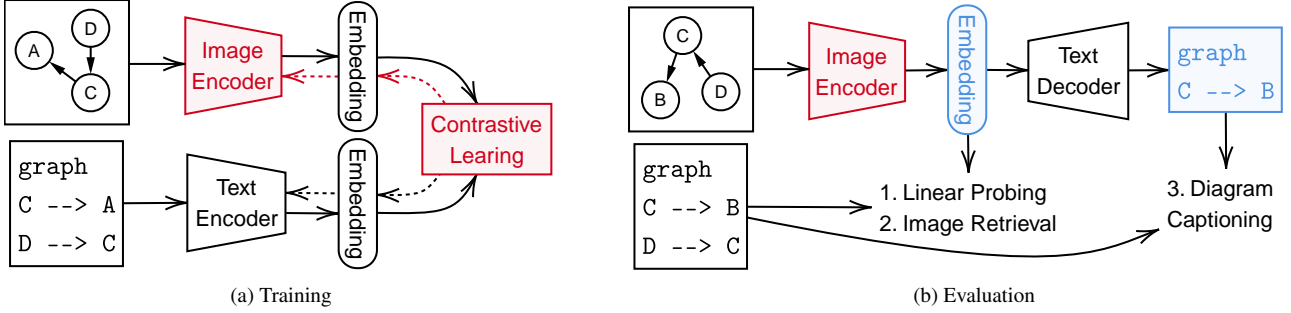 A
D
C
Image
Encoder
Embedding
Contrastive
Learing
graph
C --> A
D --> C
Text
Encoder
Embedding
(a) Training
C
B
D
Image
Encoder
Embedding
Text
Decoder
graph
C --> B
graph
C --> B
D --> C
1. Linear Probing
2. Image Retrieval
3. Diagram
Captioning
(b) Evaluation